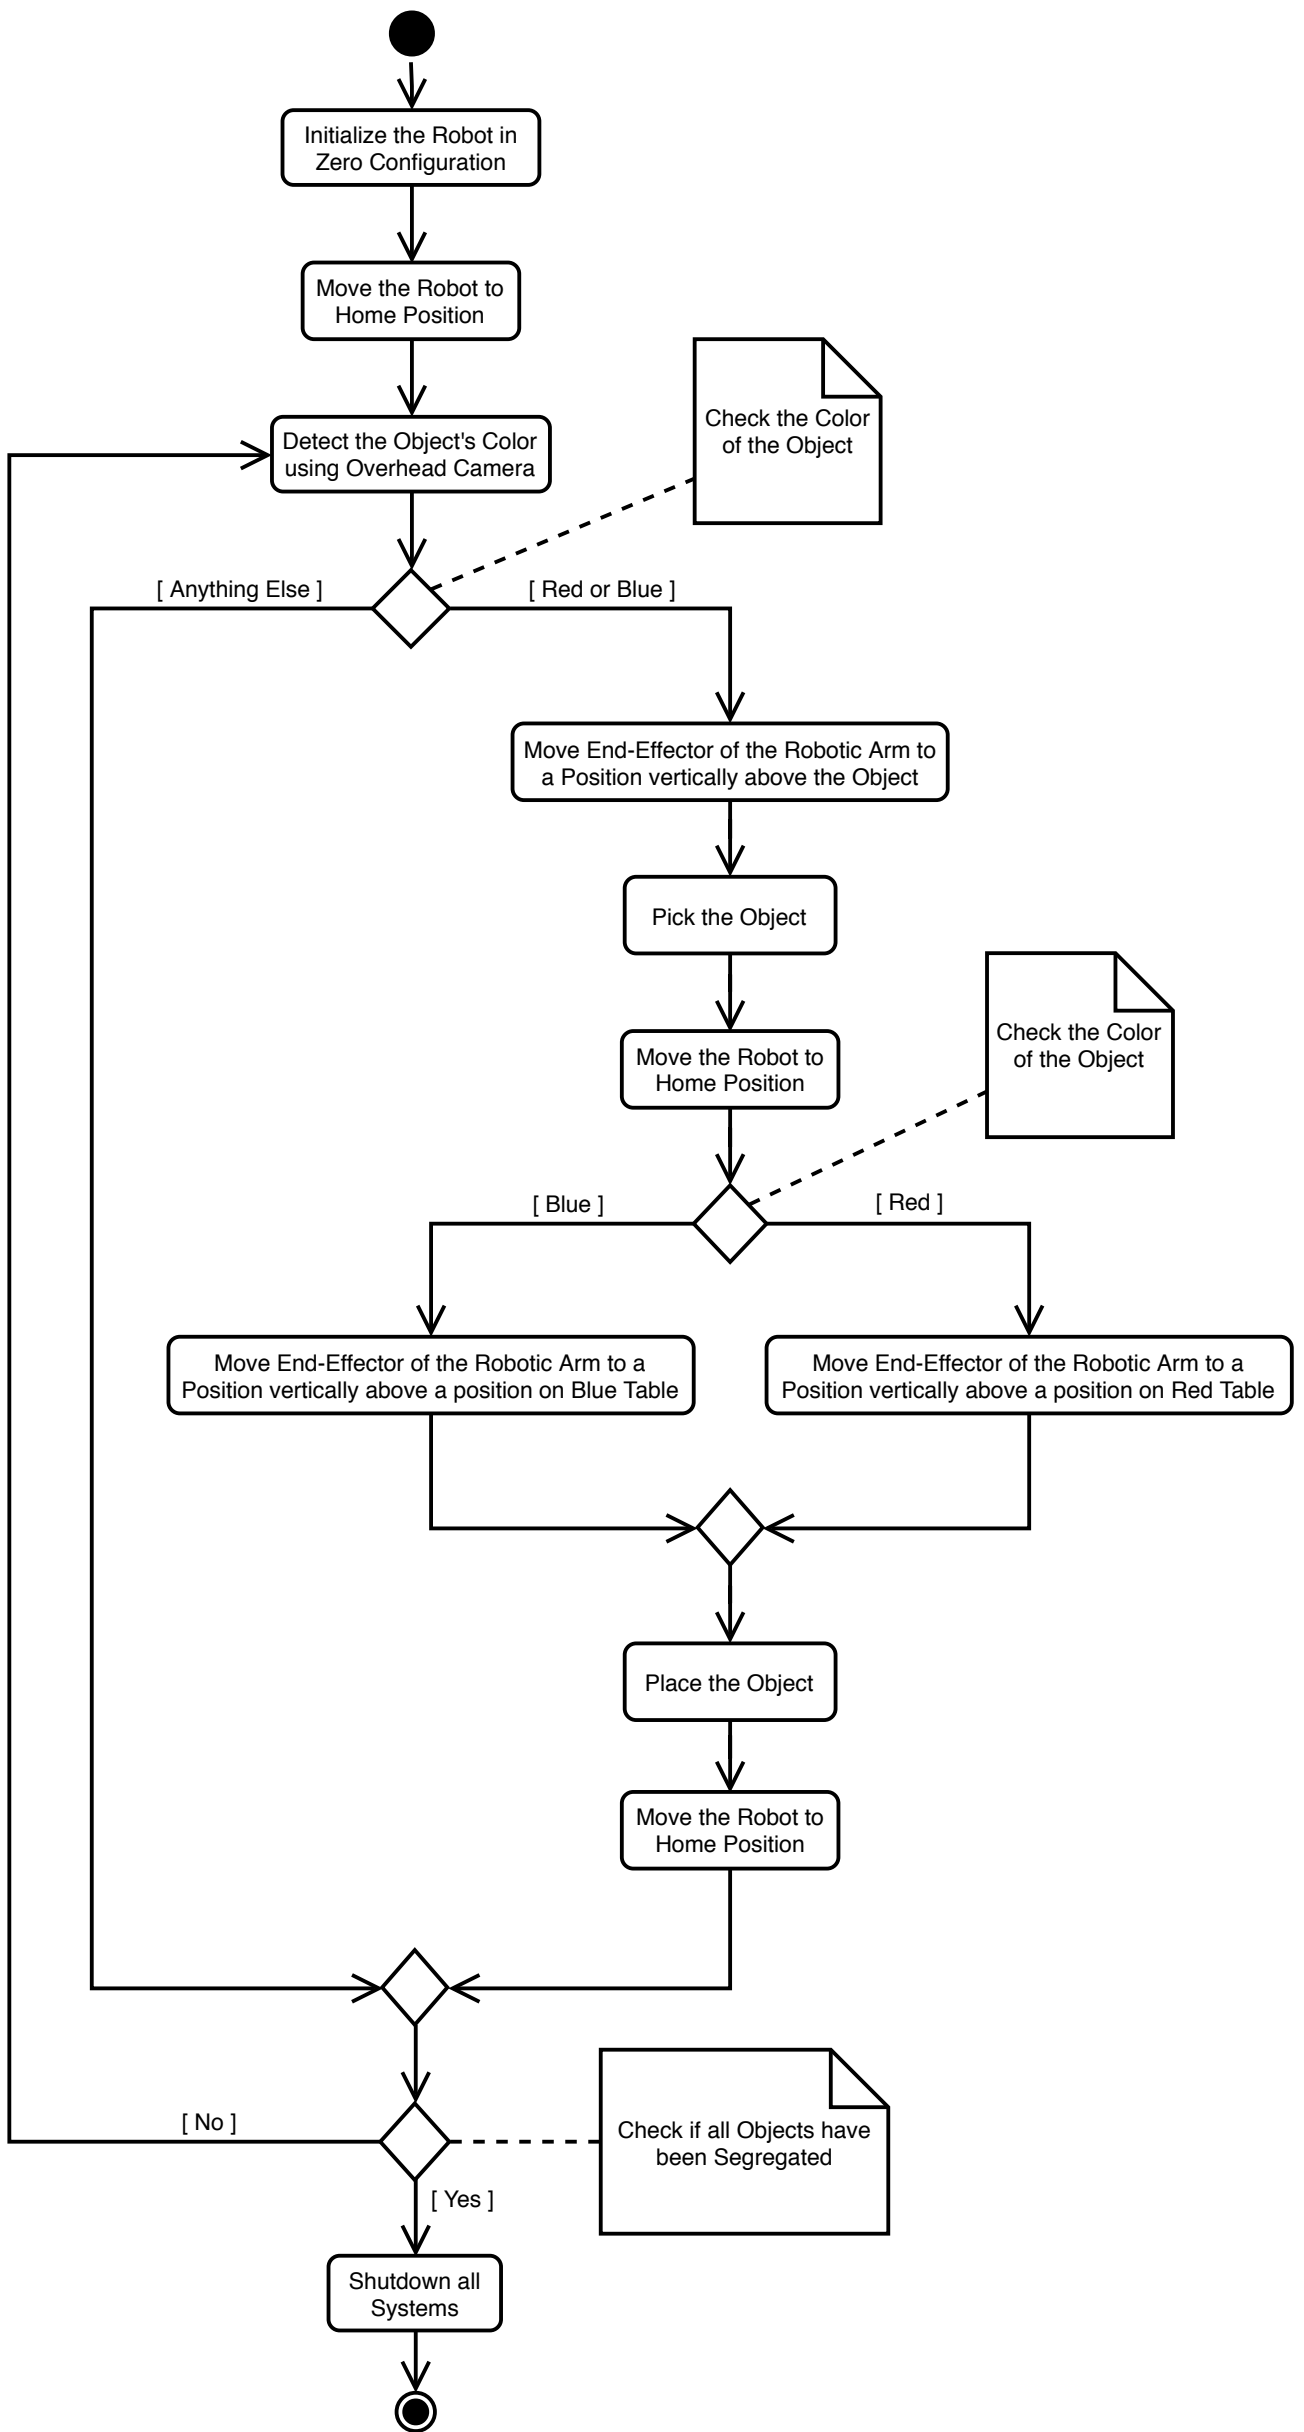 Initialize the Robot in
Zero Configuration
Move the Robot to
Home Position
Check the Color
of the Object
Detect the Object's Color
using Overhead Camera
[ Anything Else ]
[ Red or Blue ]
Move End-Effector of the Robotic Arm to
a Position vertically above the Object
Pick the Object
Move the Robot to
Home Position
Check the Color
of the Object
[ Blue ]
[ Red ]
Move End-Effector of the Robotic Arm to a
Position vertically above a position on Blue Table
Move End-Effector of the Robotic Arm to a
Position vertically above a position on Red Table
Place the Object
Move the Robot to
Home Position
[ No ]
Check if all Objects have
been Segregated
[ Yes ]
Shutdown all
Systems